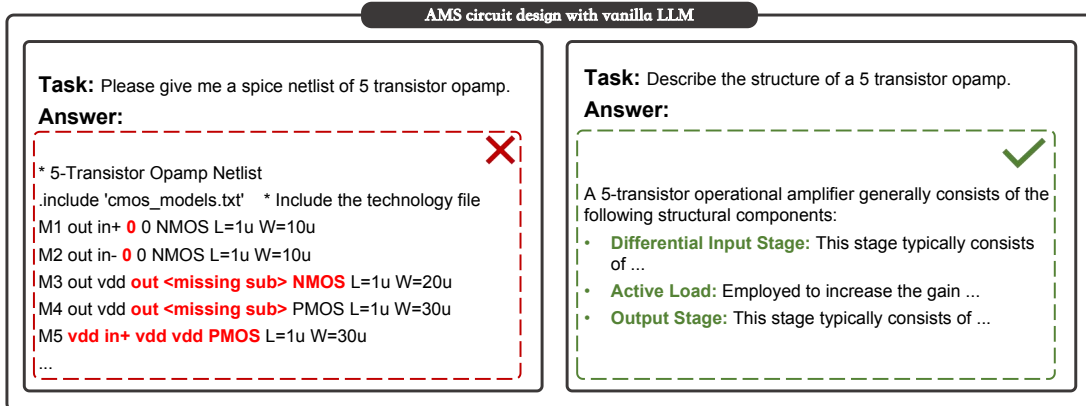 AMS circuit design with vanilla LLM
Task: Please give me a spice netlist of 5 transistor opamp.
Answer:
* 5-Transistor Opamp Netlist
.include 'cmos_models.txt' * Include the technology file
M1 out in+ 0 0 NMOS L=1u W=10u
M2 out in- 0 0 NMOS L=1u W=10u
M3 out vdd out <missing sub> NMOS L=1u W=20u
M4 out vdd out <missing sub> PMOS L=1u W=30u
M5 vdd in+ vdd vdd PMOS L=1u W=30u
...
Task: Describe the structure of a 5 transistor opamp.
Answer:
A 5-transistor operational amplifier generally consists of the
following structural components:
• Differential Input Stage: This stage typically consists
of ...
• Active Load: Employed to increase the gain ...
• Output Stage: This stage typically consists of ...